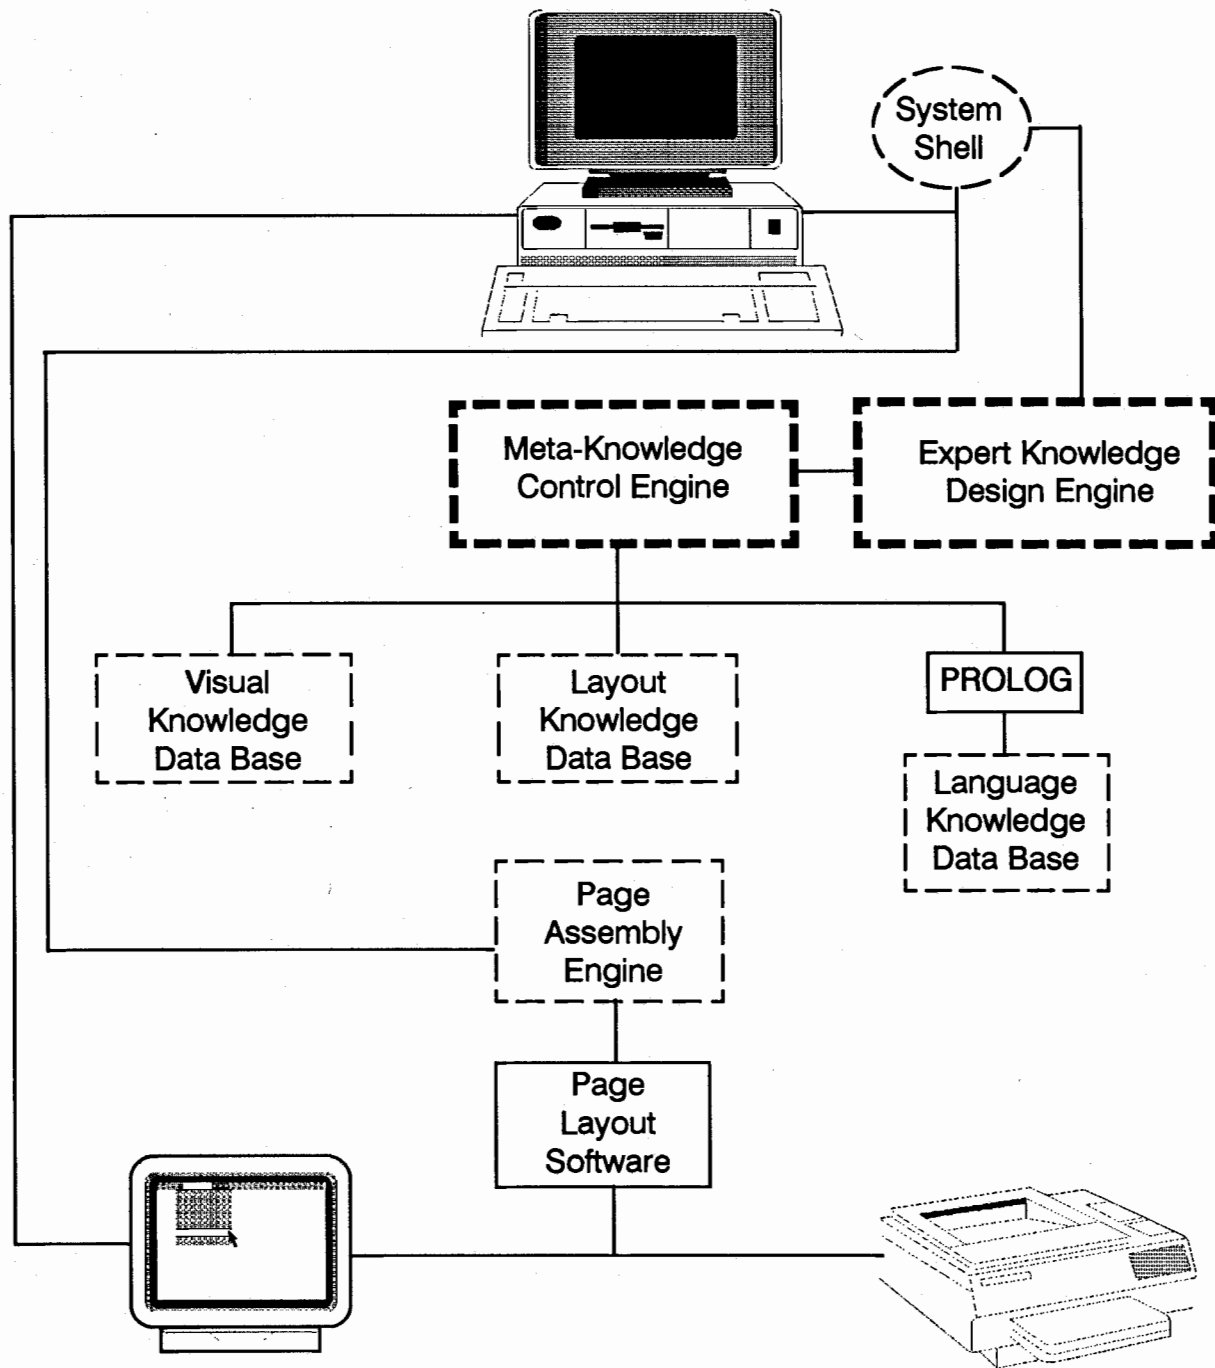 System
Shell
Meta-Knowledge
Control Engine
Expert Knowledge
Design Engine
Visual
Knowledge
Data Base
Layout
Knowledge
Data Base
PROLOG
Language
Knowledge
Data Base
Page
Assembly
Engine
Page
Layout
Software